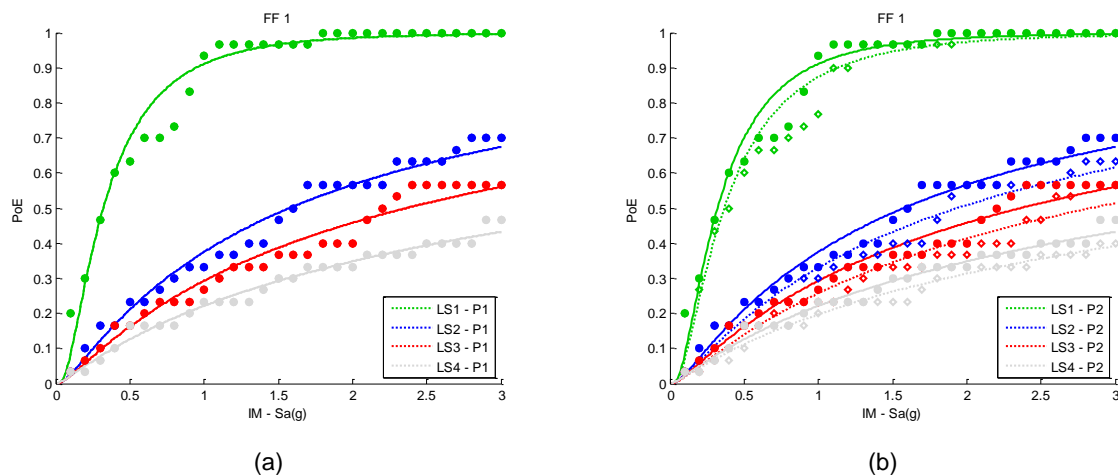 FF 1
1
0.9
0.8
0.7
0.6
0.5
0.4
0.3
0.2
0.1
0
PoE
0 0.5 1 1.5 2 2.5 3
IM - Sa(g)
LS1 - P1
LS2 - P1
LS3 - P1
LS4 - P1
(a)
FF 1
1
0.9
0.8
0.7
0.6
0.5
0.4
0.3
0.2
0.1
0
PoE
0 0.5 1 1.5 2 2.5 3
IM - Sa(g)
LS1 - P2
LS2 - P2
LS3 - P2
LS4 - P2
(b)